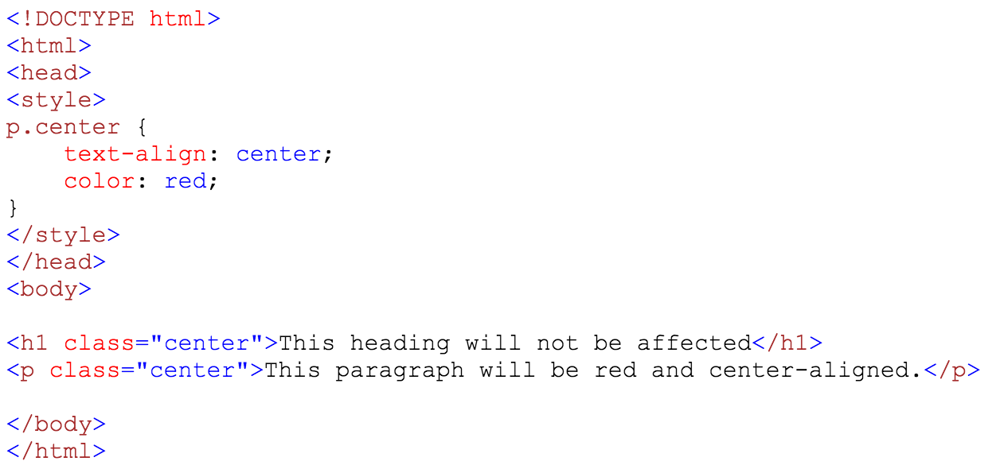 <!DOCTYPE html>
<html>
<head>
<style>
p.center {
    text-align: center;
    color: red;
}
</style>
</head>
<body>

<h1 class="center">This heading will not be affected</h1>
<p class="center">This paragraph will be red and center-aligned.</p>

</body>
</html>